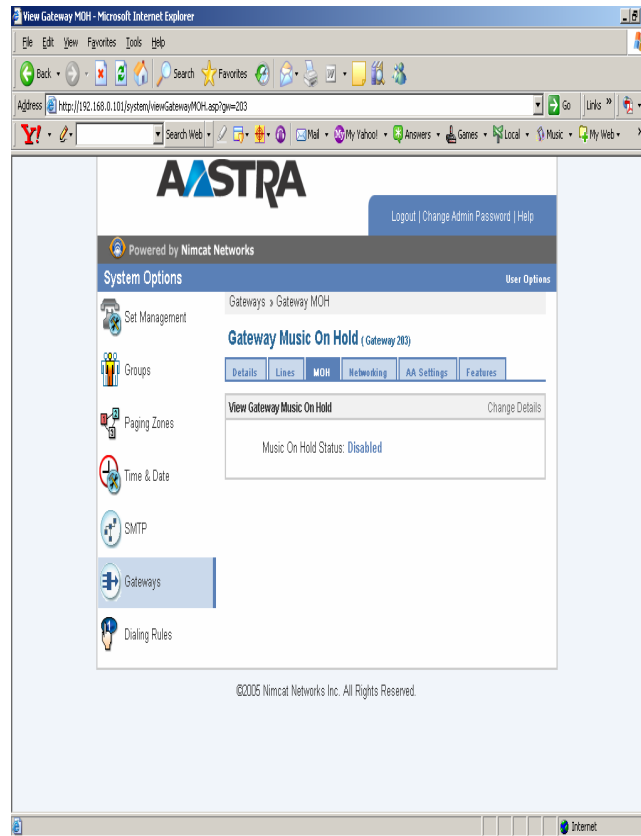 View Gateway MOH - Microsoft Internet Explorer
File Edit View Favorites Tools Help
Back Search Favorites
Address http://192.168.0.101/system/viewGatewayMOH.asp?gw=203 Go Links »
Y! Search Web Mail My Yahoo! Answers Games Local Music My Web
AASTRA
Logout | Change Admin Password | Help
Powered by Nimcat Networks
System Options User Options
Gateways » Gateway MOH
Set Management
Gateway Music On Hold ( Gateway 203)
Groups
Details Lines MOH Networking AA Settings Features
View Gateway Music On Hold Change Details
Paging Zones
Music On Hold Status: Disabled
Time & Date
SMTP
Gateways
Dialing Rules
©2005 Nimcat Networks Inc. All Rights Reserved.
Internet